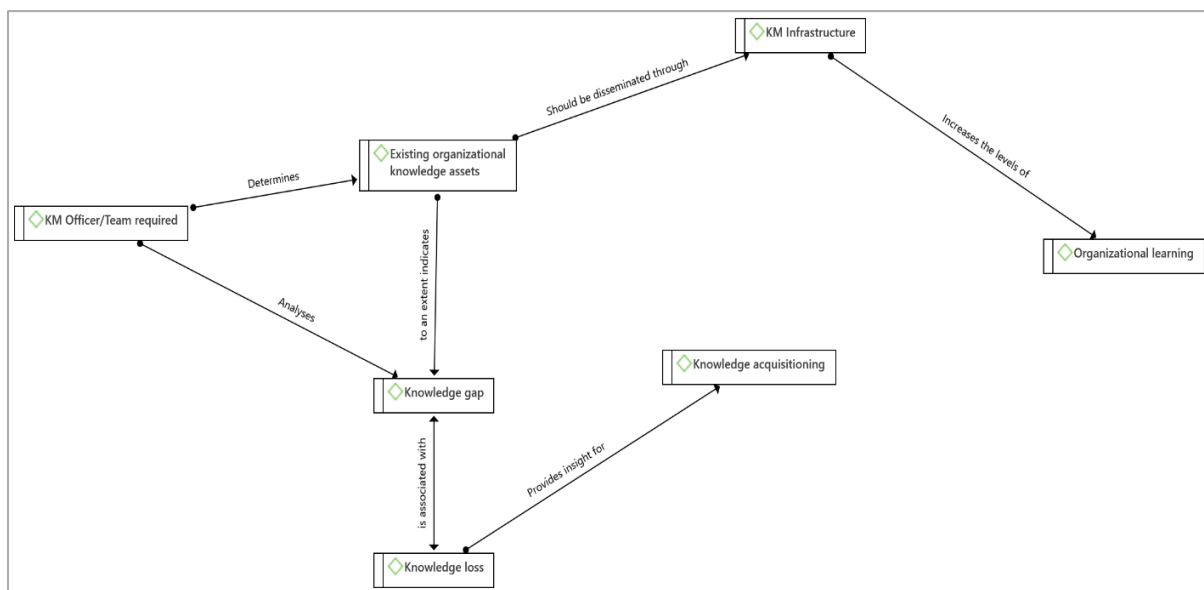 KM Infrastructure
Should be disseminated through
Increases the levels of
Existing organizational
knowledge assets
Determines
KM Officer/Team required
to an extent indicates
Organizational learning
Analyses
Knowledge acquisitioning
Knowledge gap
is associated with
Provides insight for
Knowledge loss